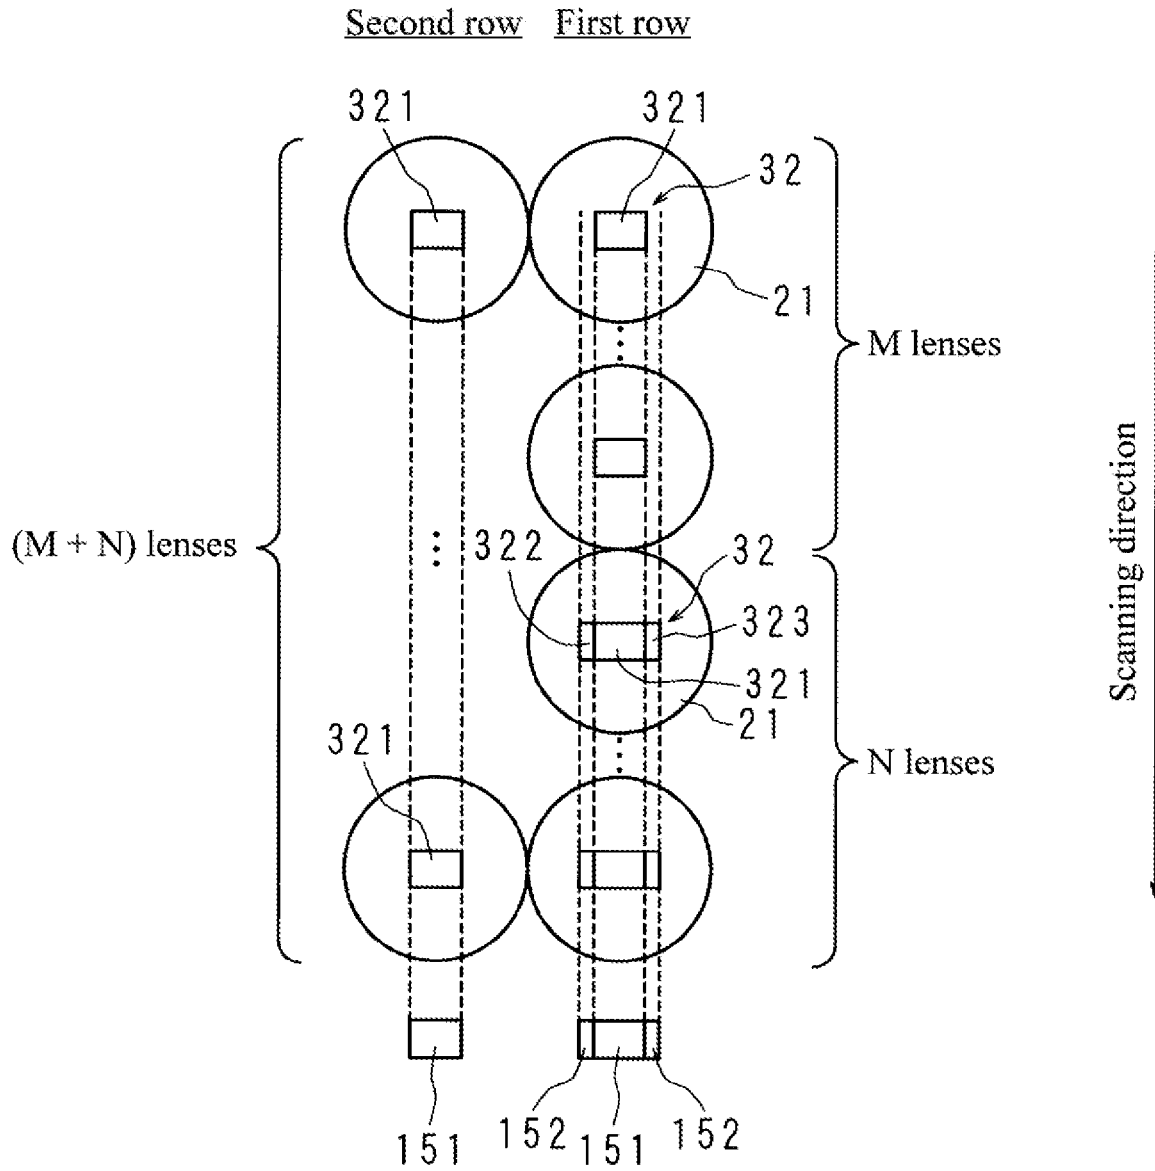 Second row First row
321 321
32
21
M lenses
(M + N) lenses
322 32
323
321
21
321
N lenses
Scanning direction
151 152 151 152